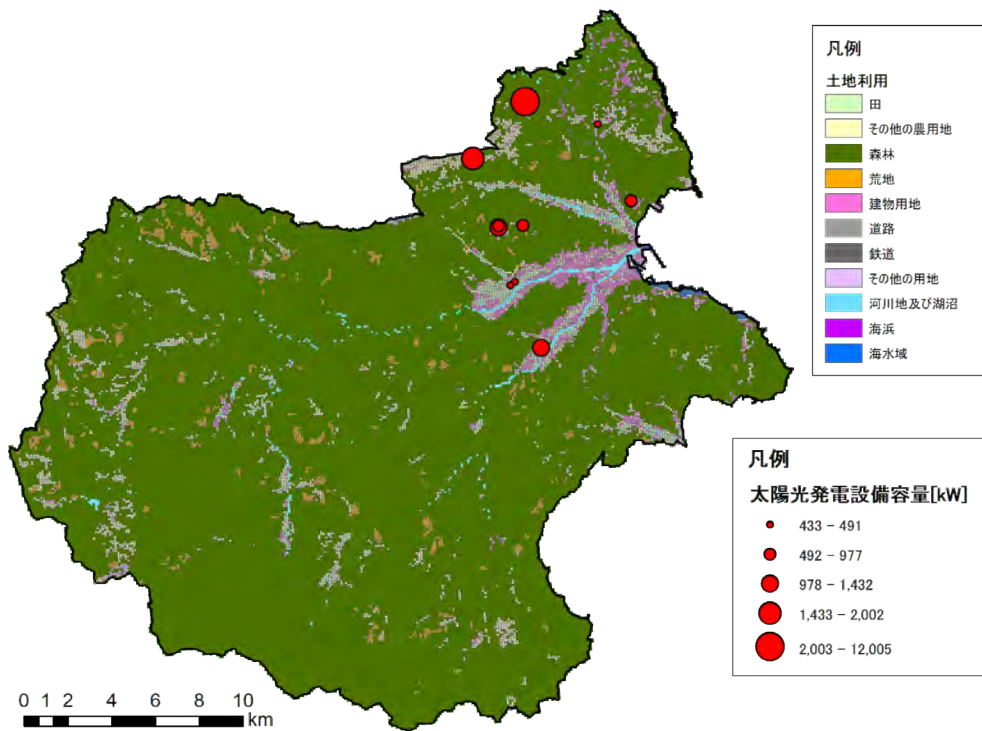 凡例
土地利用
田
その他の農用地
森林
荒地
建物用地
道路
鉄道
その他の用地
河川地及び湖沼
海浜
海水域
凡例
太陽光発電設備容量[kW]
433 − 491
492 − 977
978 − 1,432
1,433 − 2,002
2,003 − 12,005
0 1 2 4 6 8 10
km